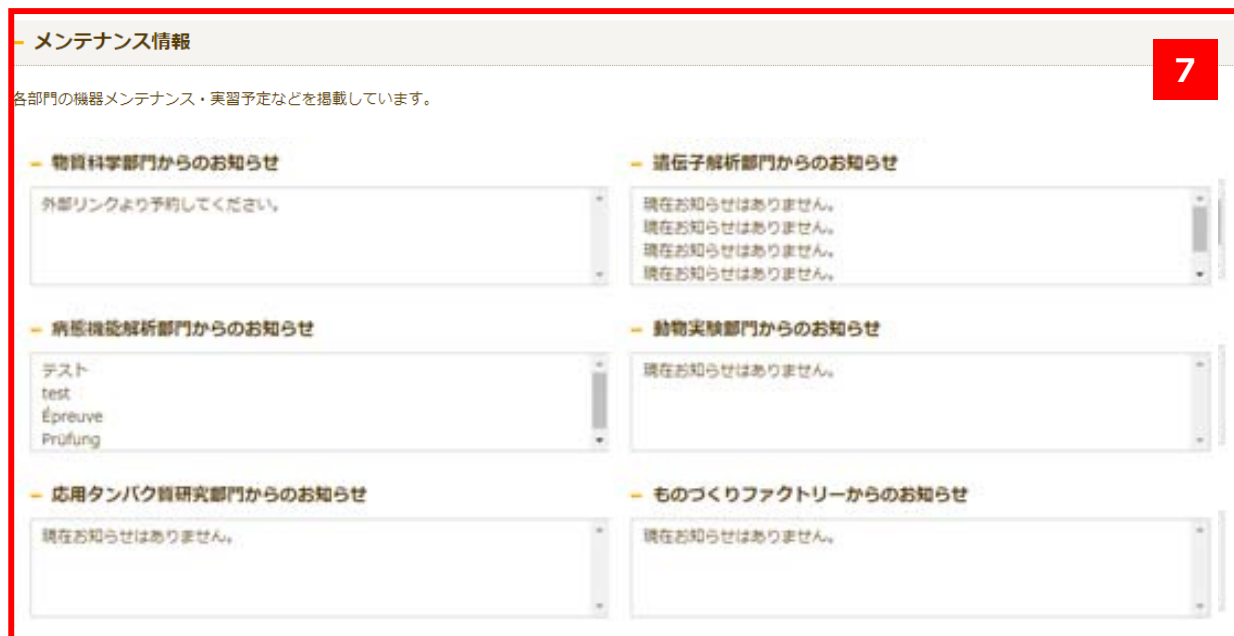 メンテナンス情報
7
各部門の機器メンテナンス・実習予定などを掲載しています。
物質科学部門からのお知らせ
外部リンクより予約してください。
遺伝子解析部門からのお知らせ
現在お知らせはありません。
現在お知らせはありません。
現在お知らせはありません。
現在お知らせはありません。
病態機能解析部門からのお知らせ
テスト
test
Épreuve
Prüfung
動物実験部門からのお知らせ
現在お知らせはありません。
応用タンパク質研究部門からのお知らせ
現在お知らせはありません。
ものづくりファクトリーからのお知らせ
現在お知らせはありません。